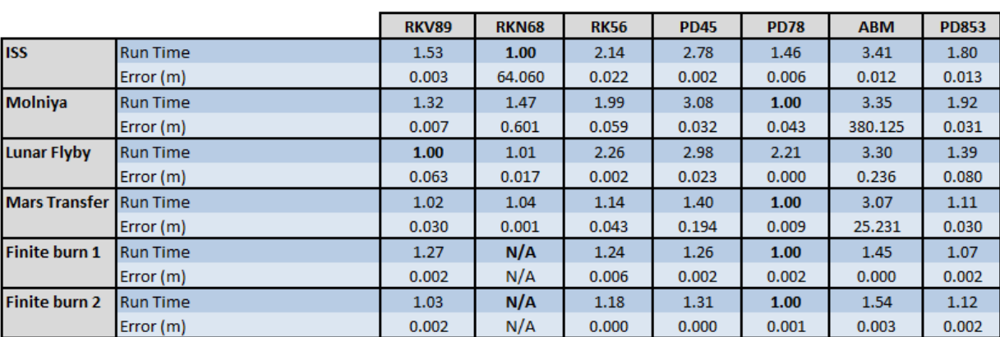 RKV89 RKN68 RK56 PD45 PD78 ABM PD853
ISS Run Time 1.53 1.00 2.14 2.78 1.46 3.41 1.80
Error (m) 0.003 64.060 0.022 0.002 0.006 0.012 0.013
Molniya Run Time 1.32 1.47 1.99 3.08 1.00 3.35 1.92
Error (m) 0.007 0.601 0.059 0.032 0.043 380.125 0.031
Lunar Flyby Run Time 1.00 1.01 2.26 2.98 2.21 3.30 1.39
Error (m) 0.063 0.017 0.002 0.023 0.000 0.236 0.080
Mars Transfer Run Time 1.02 1.04 1.14 1.40 1.00 3.07 1.11
Error (m) 0.030 0.001 0.043 0.194 0.009 25.231 0.030
Finite burn 1 Run Time 1.27 N/A 1.24 1.26 1.00 1.45 1.07
Error (m) 0.002 N/A 0.006 0.002 0.002 0.000 0.002
Finite burn 2 Run Time 1.03 N/A 1.18 1.31 1.00 1.54 1.12
Error (m) 0.002 N/A 0.000 0.000 0.001 0.003 0.002